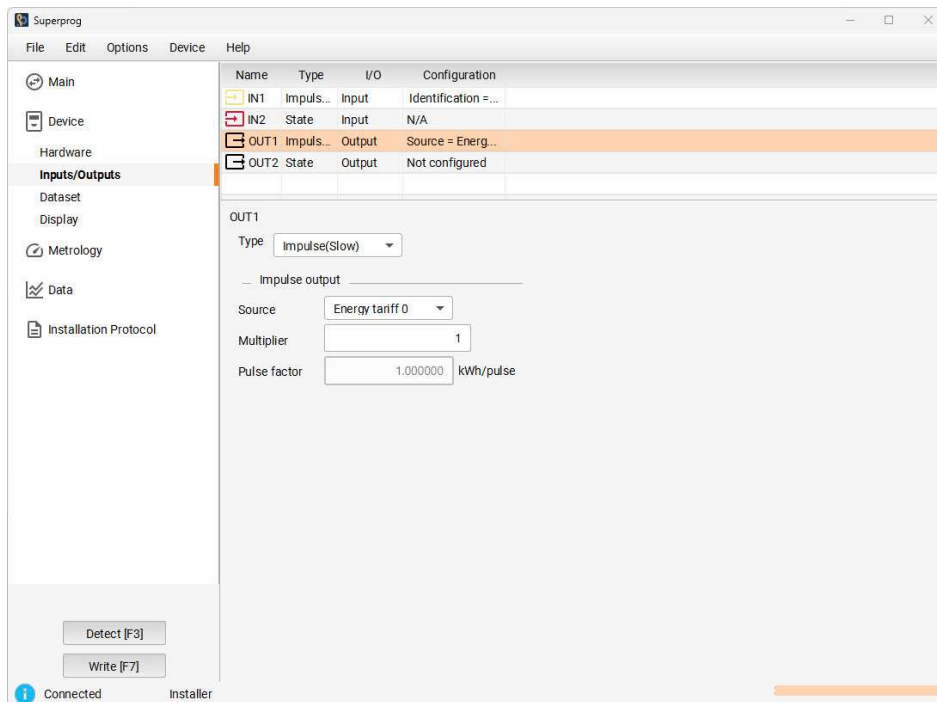 Superprog
File Edit Options Device Help
Main
Device
Hardware
Inputs/Outputs
Dataset
Display
Metrology
Data
Installation Protocol
Name Type I/O Configuration
IN1 Impuls... Input Identification =...
IN2 State Input N/A
OUT1 Impuls... Output Source = Energ...
OUT2 State Output Not configured
OUT1
Type Impulse(Slow)
Impulse output
Source Energy tariff 0
Multiplier 1
Pulse factor 1.000000 kWh/pulse
Detect [F3]
Write [F7]
Connected Installer